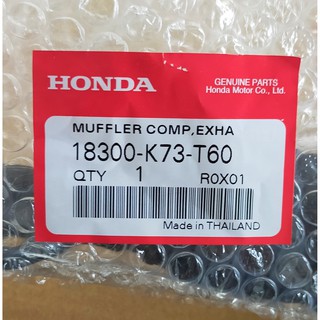 HONDA
GENUINE PARTS
Honda Motor Co., Ltd.
MUFFLER COMP,EXHA
18300-K73-T60
QTY 1 R0X01
Made in THAILAND